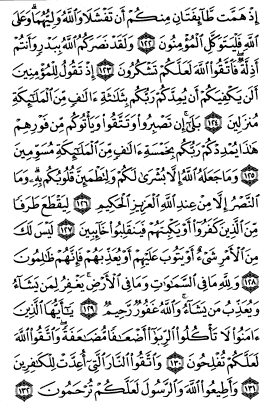 إِذْ هَمَّت طَّآئِفَتَانِ مِنكُمْ أَن تَفْشَلَا وَٱللَّهُ وَلِيُّهُمَا ۗ وَعَلَى
ٱللَّهِ فَلْيَتَوَكَّلِ ٱلْمُؤْمِنُونَ ١٢٢ وَلَقَدْ نَصَرَكُمُ ٱللَّهُ بِبَدْرٍ وَأَنتُمْ
أَذِلَّةٌ ۖ فَٱتَّقُوا۟ ٱللَّهَ لَعَلَّكُمْ تَشْكُرُونَ ١٢٣ إِذْ تَقُولُ لِلْمُؤْمِنِينَ
أَلَن يَكْفِيَكُمْ أَن يُمِدَّكُمْ رَبُّكُم بِثَلَٰثَةِ ءَالَٰفٍ مِّنَ ٱلْمَلَٰٓئِكَةِ
مُنزَلِينَ ١٢٤ بَلَىٰٓ ۚ إِن تَصْبِرُوا۟ وَتَتَّقُوا۟ وَيَأْتُوكُم مِّن فَوْرِهِمْ
هَٰذَا يُمْدِدْكُمْ رَبُّكُم بِخَمْسَةِ ءَالَٰفٍ مِّنَ ٱلْمَلَٰٓئِكَةِ مُسَوِّمِينَ
١٢٥ وَمَا جَعَلَهُ ٱللَّهُ إِلَّا بُشْرَىٰ لَكُمْ وَلِتَطْمَئِنَّ قُلُوبُكُم بِهِۦ ۗ وَمَا
ٱلنَّصْرُ إِلَّا مِنْ عِندِ ٱللَّهِ ٱلْعَزِيزِ ٱلْحَكِيمِ ١٢٦ لِيَقْطَعَ طَرَفًا
مِّنَ ٱلَّذِينَ كَفَرُوٓا۟ أَوْ يَكْبِتَهُمْ فَيَنقَلِبُوا۟ خَآئِبِينَ ١٢٧ لَيْسَ لَكَ
مِنَ ٱلْأَمْرِ شَىْءٌ أَوْ يَتُوبَ عَلَيْهِمْ أَوْ يُعَذِّبَهُمْ فَإِنَّهُمْ ظَٰلِمُونَ
١٢٨ وَلِلَّهِ مَا فِى ٱلسَّمَٰوَٰتِ وَمَا فِى ٱلْأَرْضِ ۚ يَغْفِرُ لِمَن يَشَآءُ
وَيُعَذِّبُ مَن يَشَآءُ ۚ وَٱللَّهُ غَفُورٌ رَّحِيمٌ ١٢٩ يَٰٓأَيُّهَا ٱلَّذِينَ
ءَامَنُوا۟ لَا تَأْكُلُوا۟ ٱلرِّبَوٰٓا۟ أَضْعَٰفًا مُّضَٰعَفَةً ۖ وَٱتَّقُوا۟ ٱللَّهَ
لَعَلَّكُمْ تُفْلِحُونَ ١٣٠ وَٱتَّقُوا۟ ٱلنَّارَ ٱلَّتِىٓ أُعِدَّتْ لِلْكَٰفِرِينَ
١٣١ وَأَطِيعُوا۟ ٱللَّهَ وَٱلرَّسُولَ لَعَلَّكُمْ تُرْحَمُونَ ١٣٢